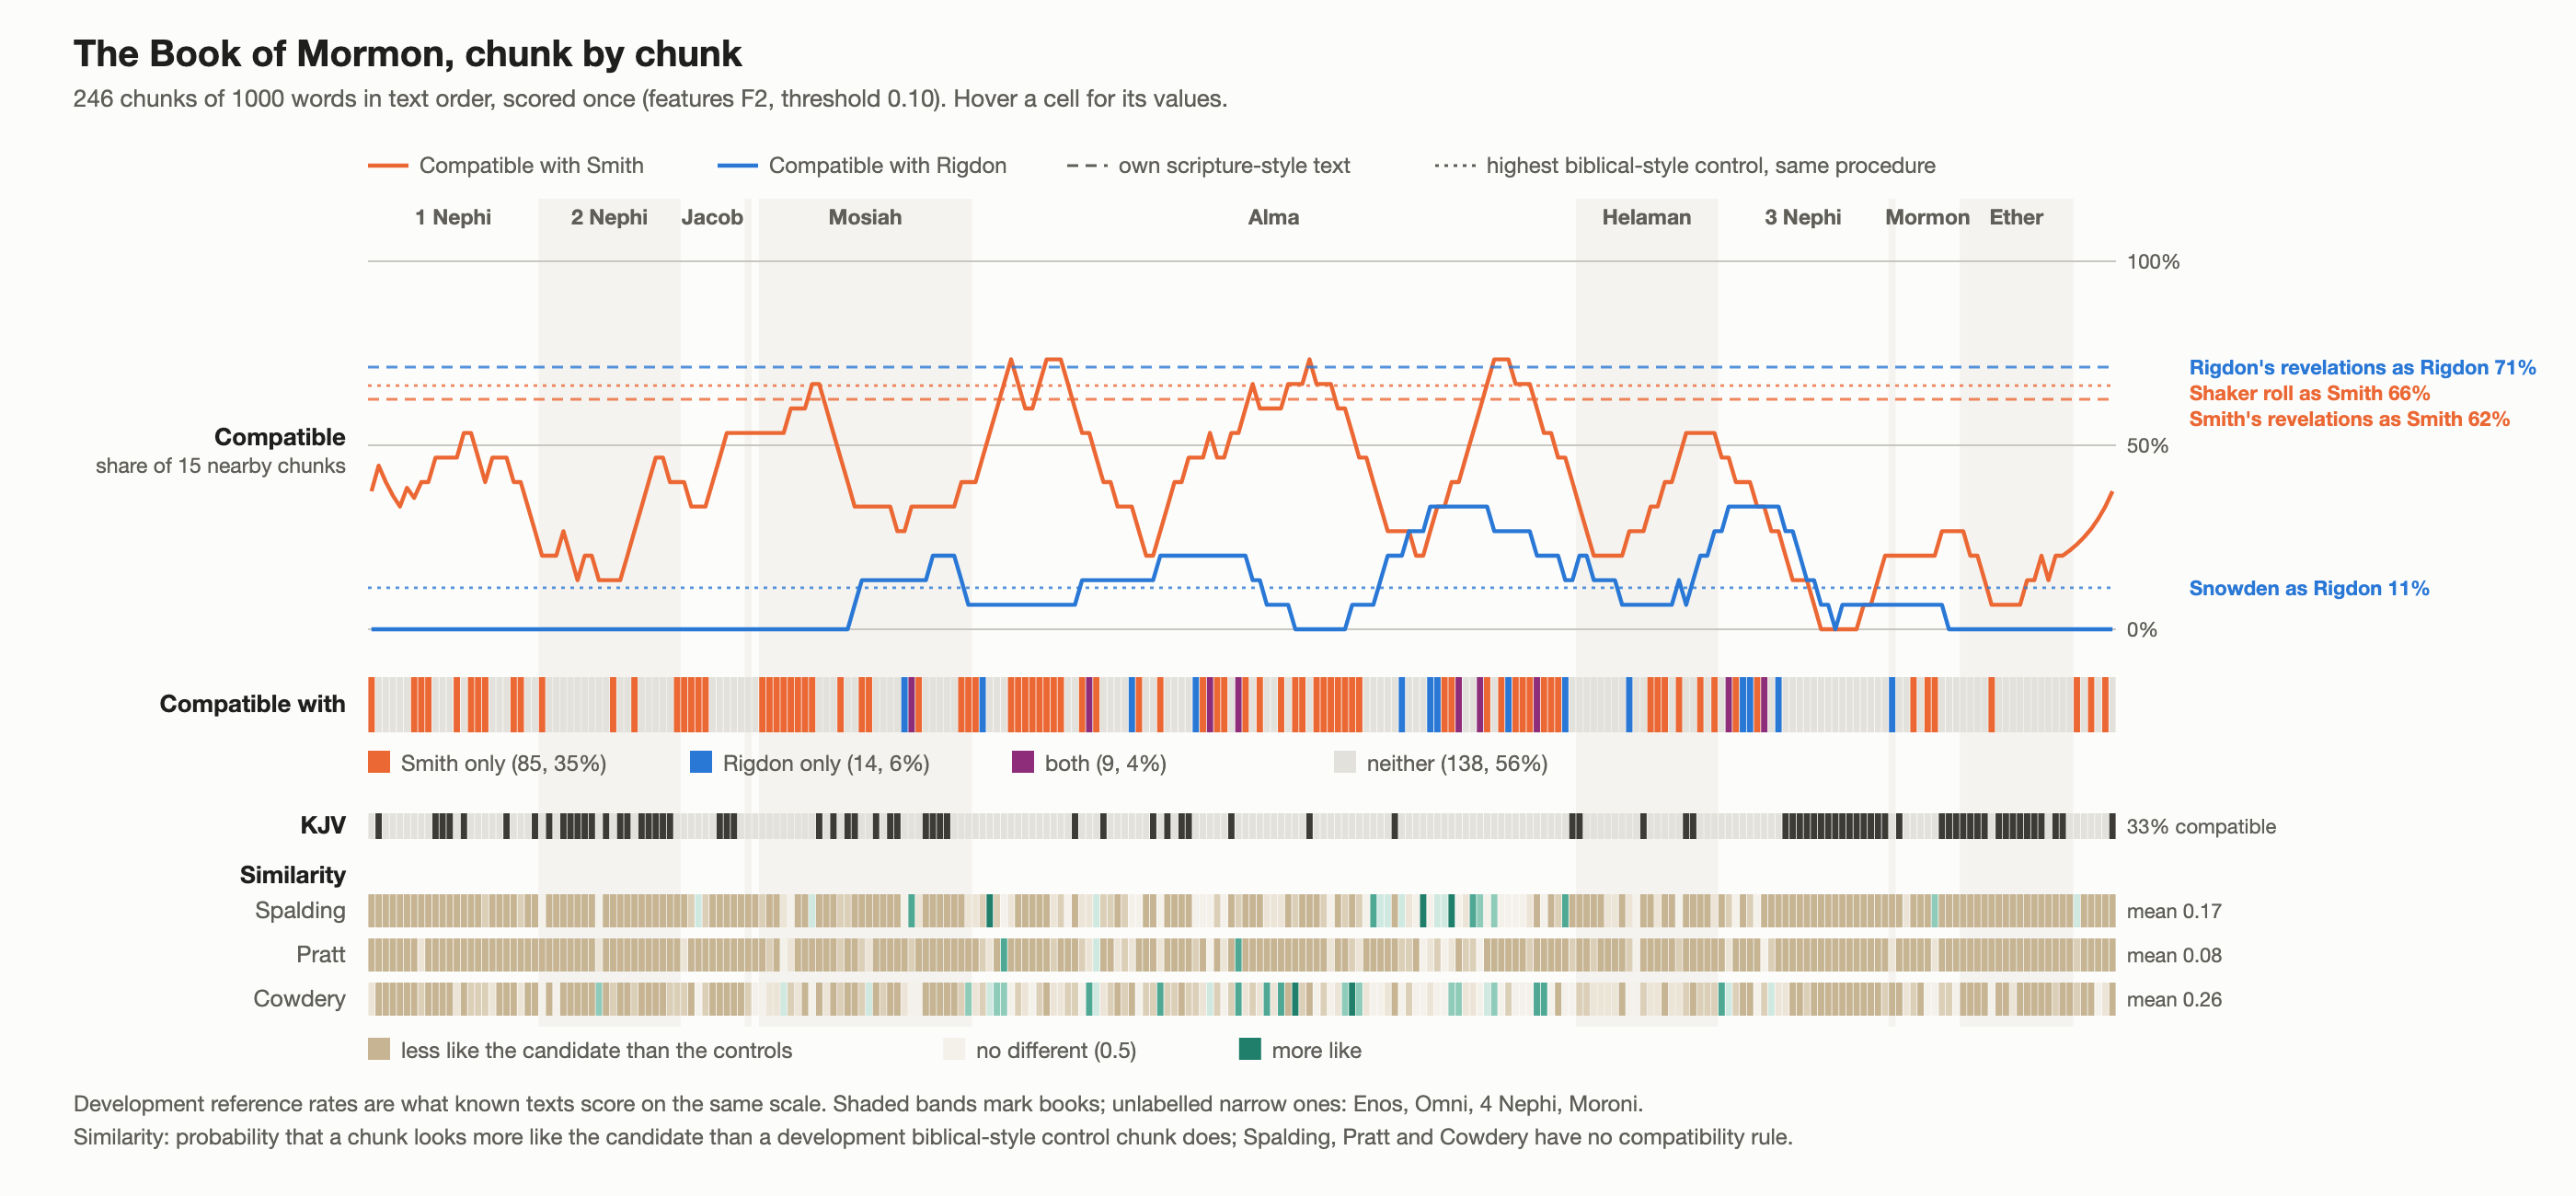 The Book of Mormon, chunk by chunk
246 chunks of 1000 words in text order, scored once (features F2, threshold 0.10). Hover a cell for its values.
Compatible with Smith
Compatible with Rigdon
own scripture-style text
highest biblical-style control, same procedure
1 Nephi
2 Nephi
Jacob
Mosiah
Alma
Helaman
3 Nephi
Mormon
Ether
100%
Rigdon's revelations as Rigdon 71%
Shaker roll as Smith 66%
Smith's revelations as Smith 62%
Compatible
share of 15 nearby chunks
50%
Snowden as Rigdon 11%
0%
Compatible with
Smith only (85, 35%)
Rigdon only (14, 6%)
both (9, 4%)
neither (138, 56%)
KJV
33% compatible
Similarity
Spalding
mean 0.17
Pratt
mean 0.08
Cowdery
mean 0.26
less like the candidate than the controls
no different (0.5)
more like
Development reference rates are what known texts score on the same scale. Shaded bands mark books; unlabelled narrow ones: Enos, Omni, 4 Nephi, Moroni.
Similarity: probability that a chunk looks more like the candidate than a development biblical-style control chunk does; Spalding, Pratt and Cowdery have no compatibility rule.